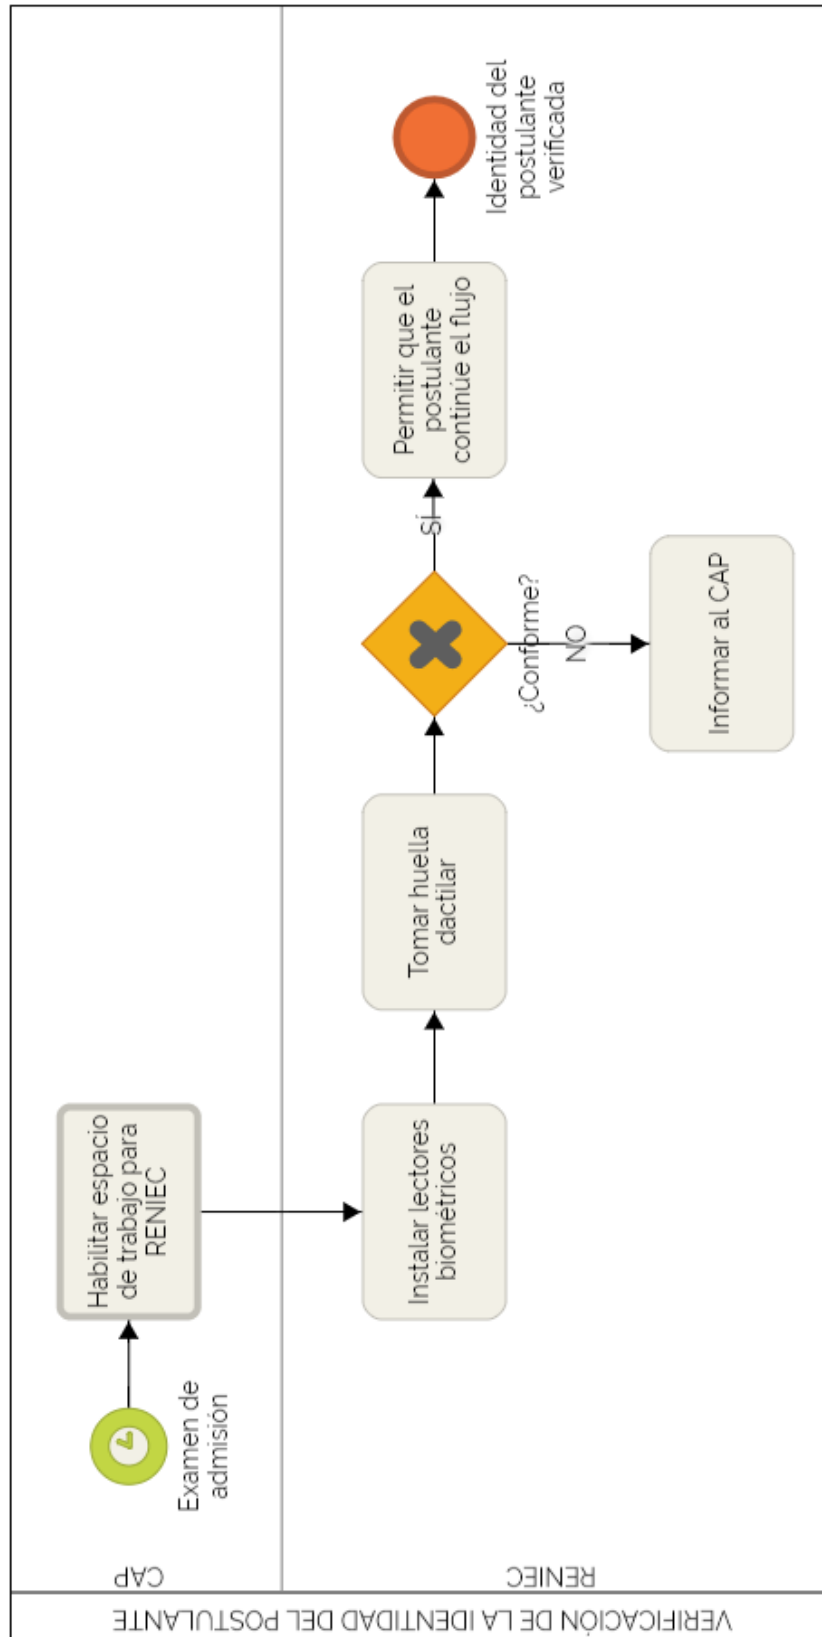 VERIFICACIÓN DE LA IDENTIDAD DEL POSTULANTE
CAP
Examen de
admisión
Habilitar espacio
de trabajo para
RENIEC
RENIEC
Instalar lectores
biométricos
Tomar huella
dactilar
¿Conforme?
SÍ
NO
Permitir que el
postulante
continúe el flujo
Identidad del
postulante
verificada
Informar al CAP